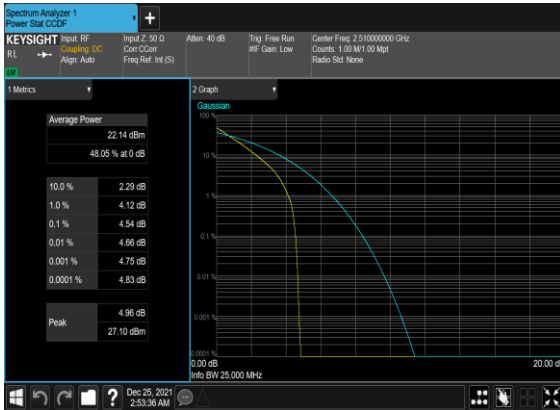 Spectrum Analyzer 1
Power Stat CCDF
+
KEYSIGHT
RL
Input: RF
Coupling: DC
Align: Auto
Input Z: 50 Ω
Corr CCorr
Freq Ref: Int (S)
Atten: 40 dB
Trig: Free Run
#IF Gain: Low
Center Freq: 2.510000000 GHz
Counts: 1.00 M/1.00 Mpt
Radio Std: None
1 Metrics
Average Power
22.14 dBm
48.05 % at 0 dB
10.0 % 2.29 dB
1.0 % 4.12 dB
0.1 % 4.54 dB
0.01 % 4.66 dB
0.001 % 4.75 dB
0.0001 % 4.83 dB
Peak
4.96 dB
27.10 dBm
2 Graph
Gaussian
100 %
10 %
1 %
0.1 %
0.01 %
0.001 %
0.0001 %
0.00 dB
20.00 d
Info BW 25.000 MHz
?
Dec 25, 2021
2:53:36 AM